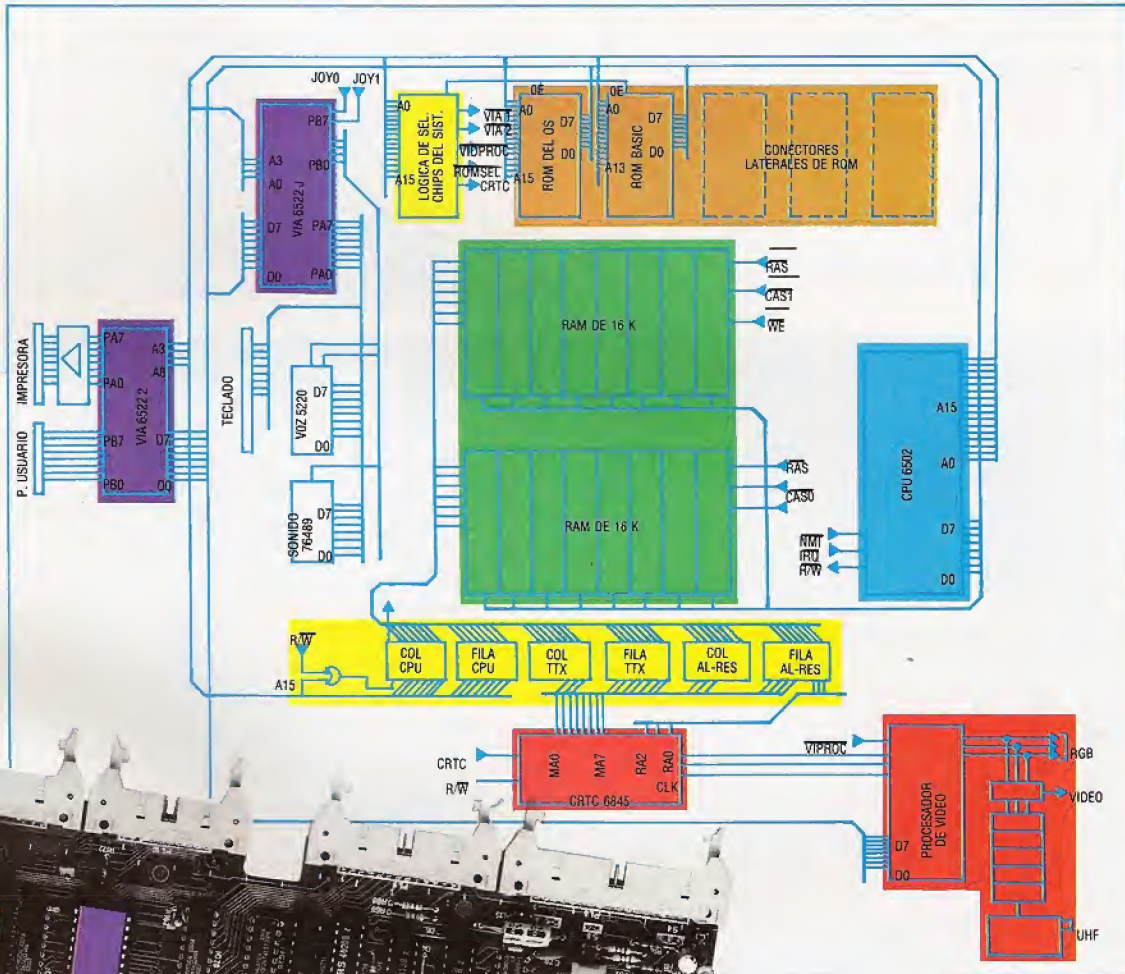 JOY0 JOY1
PB7
PB0
A3
A0
D7
D0
PA7
PA0
VIA 6522 J
A0
A15
LOGICA DE SEL.
CHIPS DEL SIST.
VIA 1
VIA 2
VIDPROC
ROMSEL
CRTC
OE
A0
A15
D7
D0
ROM DEL OS
OE
A0
A13
D7
D0
ROM BASIC
CONECTORES
LATERALES DE ROM
RAM DE 16 K
RAS
CAS1
WE
IMPRESORA
P. USUARIO
PA7
PA0
PB7
PB0
A3
A8
D7
D0
VIA 6522 2
TECLADO
VOZ 5220
D7
D0
SONIDO
76489
D7
D0
RAM DE 16 K
RAS
CAS0
CPU 6502
A15
A0
D7
D0
NMI
IRQ
R/W
R/W
A15
COL
CPU
FILA
CPU
COL
TTX
FILA
TTX
COL
AL-RES
FILA
AL-RES
CRTC
R/W
MA0
MA7
RA2
RA0
CLK
CRTC 6845
VIPROC
PROCESADOR
DE VIDEO
D7
D0
RGB
VIDEO
UHF